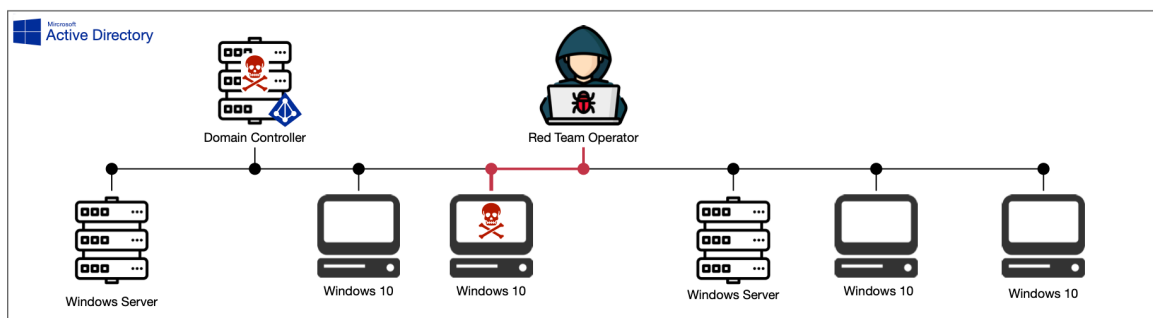 Mircrosoft
Active Directory
Domain Controller
Red Team Operator
Windows Server
Windows 10
Windows 10
Windows Server
Windows 10
Windows 10